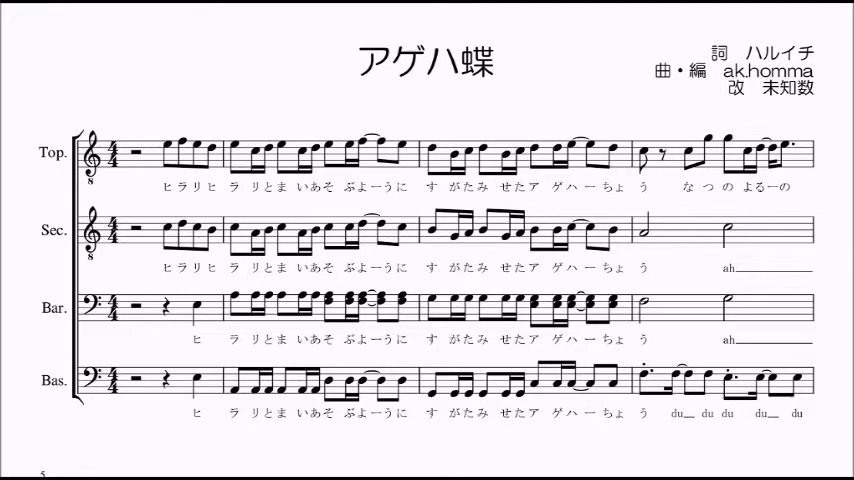 アゲハ蝶
詞 ハルイチ
曲・編 ak.homma
改 未知数
Top.
ヒラリヒ ラ リとま いあそ ぶよーうに す がたみ せたア ゲハーちょ う なつの よるーの
Sec.
ヒラリヒ ラ リとま いあそ ぶよーうに す がたみ せたア ゲハーちょ う ah
Bar.
ヒ ラ リとま いあそ ぶよーうに す がたみ せたア ゲハーちょ う ah
Bas.
ヒ ラ リとま いあそ ぶよーうに す がたみ せたア ゲハーちょ う du du du du du
5